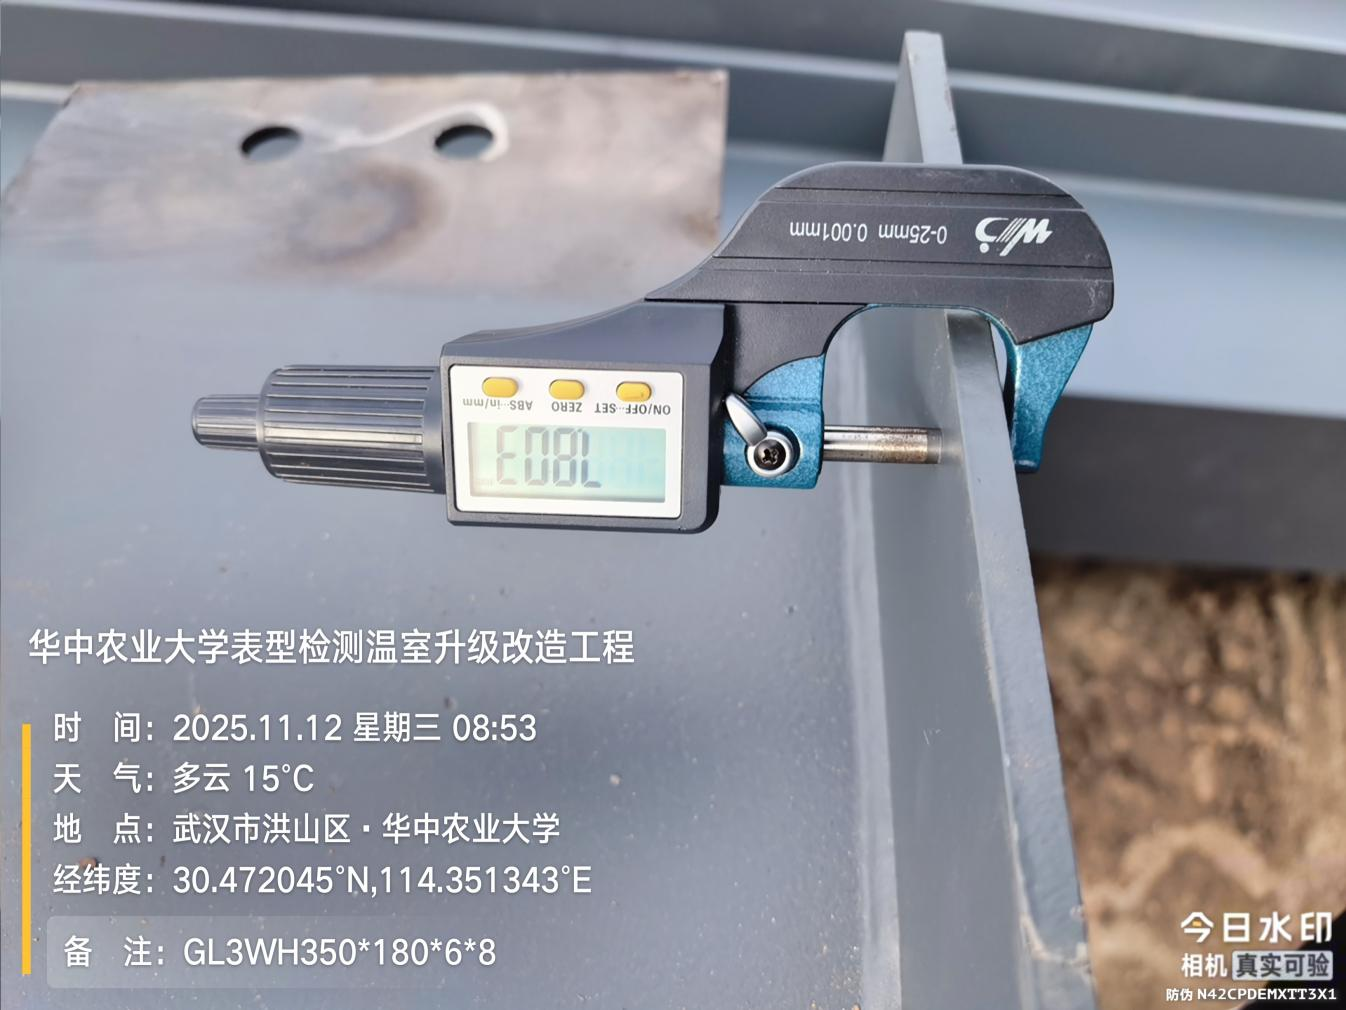 0-25mm 0.001mm
ON/OFF···SET ZERO ABS···in/mm
7.803
华中农业大学表型检测温室升级改造工程
时 间：2025.11.12 星期三 08:53
天 气：多云 15°C
地 点：武汉市洪山区·华中农业大学
经纬度：30.472045°N,114.351343°E
备 注：GL3WH350*180*6*8
今日水印
相机 真实可验
防伪 N42CPDEMXTT3X1